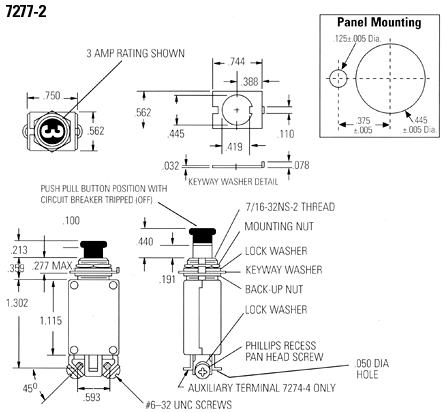 7277-2
3 AMP RATING SHOWN
.750
.562
3
.744
.388
.562
.445
.419
.110
.032
.078
KEYWAY WASHER DETAIL
Panel Mounting
.125±.005 Dia.
.375
±.005
.445
±.005 Dia.
PUSH PULL BUTTON POSITION WITH
CIRCUIT BREAKER TRIPPED (OFF)
.100
.213
.359
.277 MAX
1.302
1.115
45°
.593
#6-32 UNC SCREWS
.440
.191
7/16-32NS-2 THREAD
MOUNTING NUT
LOCK WASHER
KEYWAY WASHER
BACK-UP NUT
LOCK WASHER
PHILLIPS RECESS
PAN HEAD SCREW
.050 DIA
HOLE
AUXILIARY TERMINAL 7274-4 ONLY